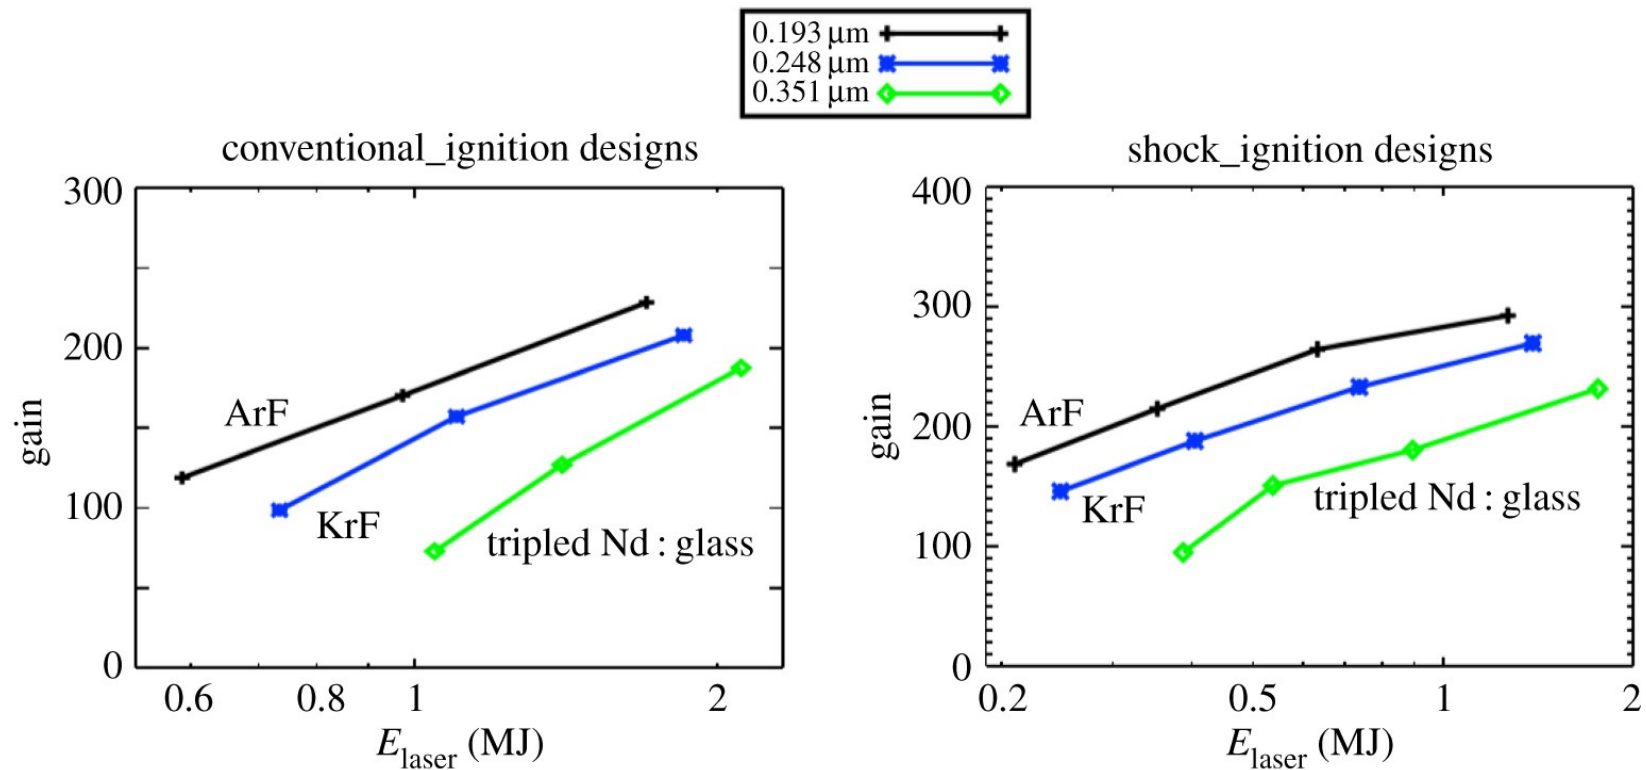 0.193 µm
0.248 µm
0.351 µm
conventional_ignition designs
300
200
100
0
gain
ArF
KrF
tripled Nd : glass
0.6 0.8 1 2
E laser (MJ)
shock_ignition designs
400
300
200
100
0
gain
ArF
KrF
tripled Nd : glass
0.2 0.5 1 2
E laser (MJ)